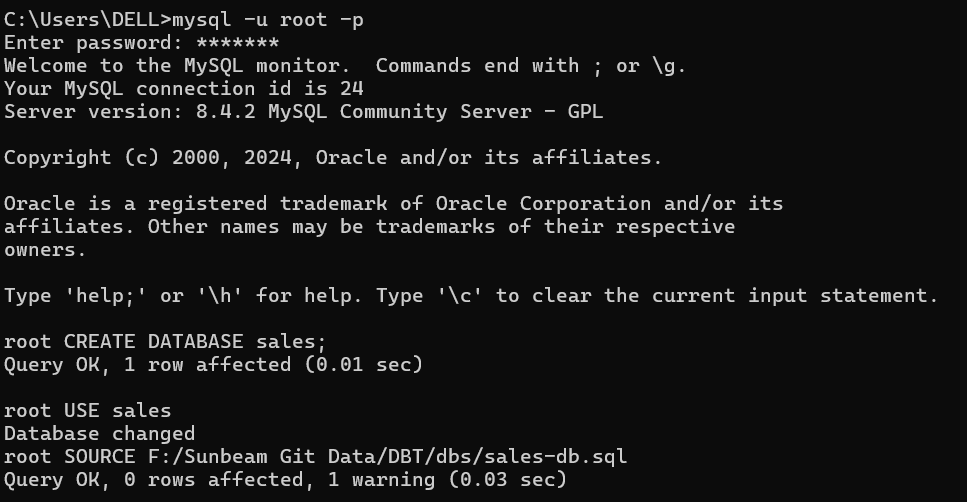 C:\Users\DELL>mysql -u root -p
Enter password: *******
Welcome to the MySQL monitor.  Commands end with ; or \g.
Your MySQL connection id is 24
Server version: 8.4.2 MySQL Community Server - GPL
Copyright (c) 2000, 2024, Oracle and/or its affiliates.
Oracle is a registered trademark of Oracle Corporation and/or its
affiliates. Other names may be trademarks of their respective
owners.
Type 'help;' or '\h' for help. Type '\c' to clear the current input statement.
root CREATE DATABASE sales;
Query OK, 1 row affected (0.01 sec)
root USE sales
Database changed
root SOURCE F:/Sunbeam Git Data/DBT/dbs/sales-db.sql
Query OK, 0 rows affected, 1 warning (0.03 sec)